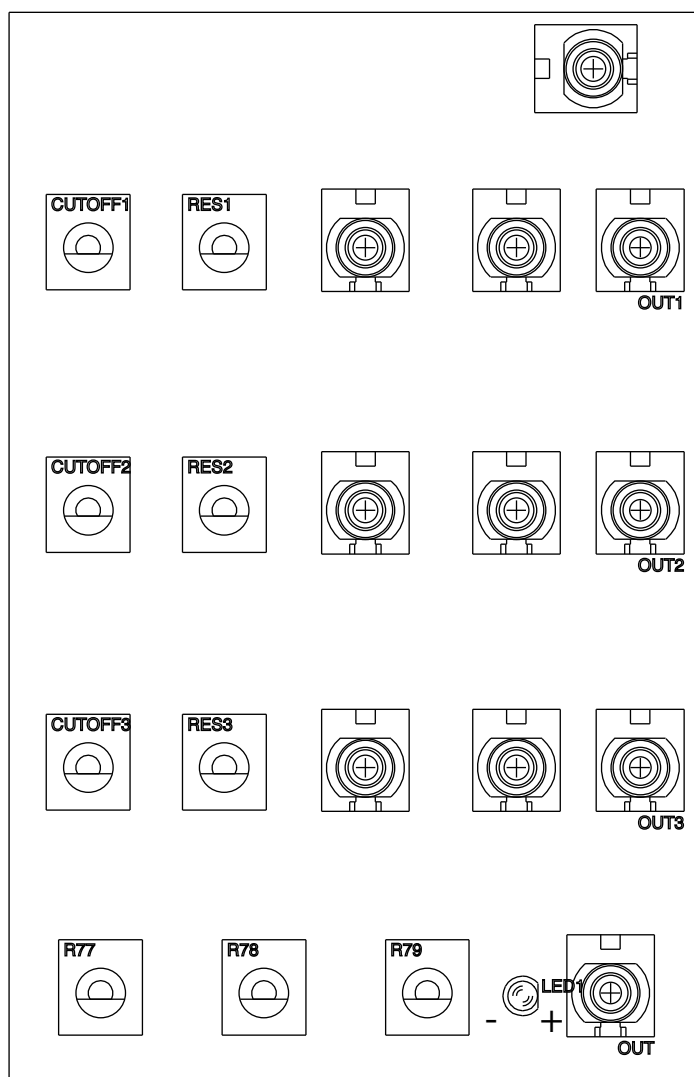 CUTOFF1 RES1
OUT1
CUTOFF2 RES2
OUT2
CUTOFF3 RES3
OUT3
R77 R78 R79
LED1
- +
OUT